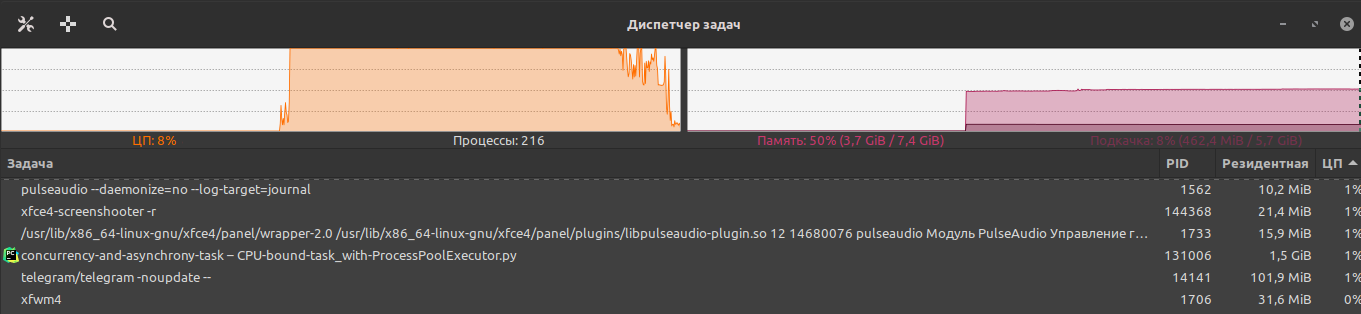 Диспетчер задач
ЦП: 8% Процессы: 216 Память: 50% (3,7 GiB / 7,4 GiB) Подкачка: 8% (462,4 MiB / 5,7 GiB)
Задача PID Резидентная ЦП
pulseaudio --daemonize=no --log-target=journal 1562 10,2 MiB 1%
xfce4-screenshooter -r 144368 21,4 MiB 1%
/usr/lib/x86_64-linux-gnu/xfce4/panel/wrapper-2.0 /usr/lib/x86_64-linux-gnu/xfce4/panel/plugins/libpulseaudio-plugin.so 12 14680076 pulseaudio Модуль PulseAudio Управление г... 1733 15,9 MiB 1%
PC concurrency-and-asynchrony-task – CPU-bound-task_with-ProcessPoolExecutor.py 131006 1,5 GiB 1%
telegram/telegram -noupdate -- 14141 101,9 MiB 1%
xfwm4 1706 31,6 MiB 0%